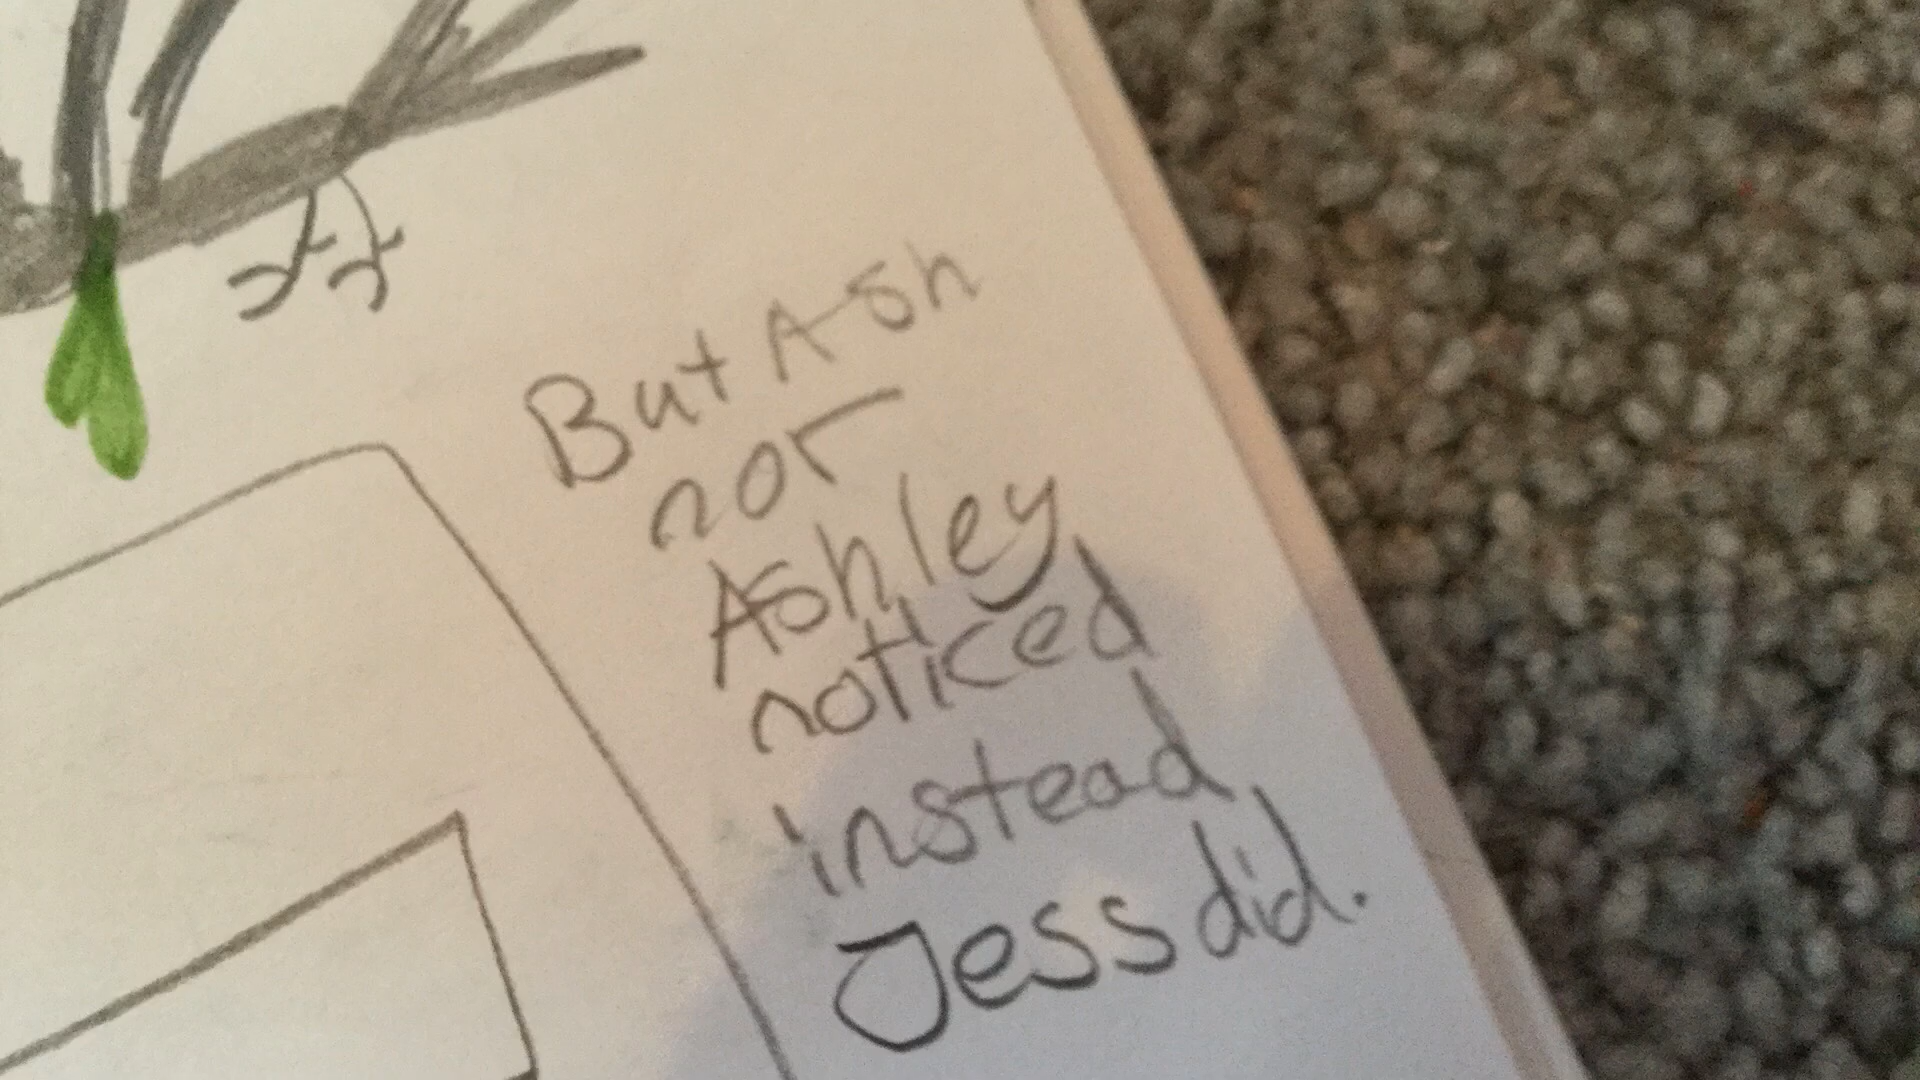 But Ash
nor
Ashley
noticed
instead
Jess did.